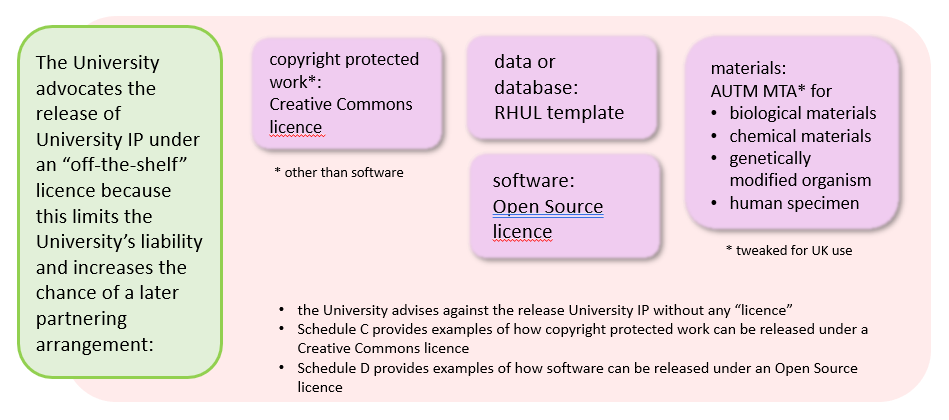 The University
advocates the
release of
University IP under
an “off-the-shelf”
licence because
this limits the
University’s liability
and increases the
chance of a later
partnering
arrangement:
copyright protected
work*:
Creative Commons
licence
* other than software
data or
database:
RHUL template
software:
Open Source
licence
materials:
AUTM MTA* for
• biological materials
• chemical materials
• genetically
modified organism
• human specimen
* tweaked for UK use
• the University advises against the release University IP without any “licence”
• Schedule C provides examples of how copyright protected work can be released under a
Creative Commons licence
• Schedule D provides examples of how software can be released under an Open Source
licence